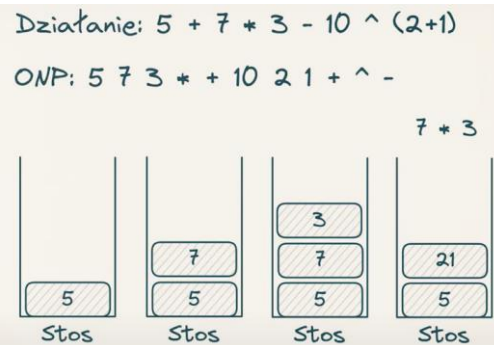 Działanie: 5 + 7 * 3 - 10 ^ (2+1)
ONP: 5 7 3 * + 10 2 1 + ^ -
7 * 3
3
7 7 21
5 5 5 5
Stos Stos Stos Stos